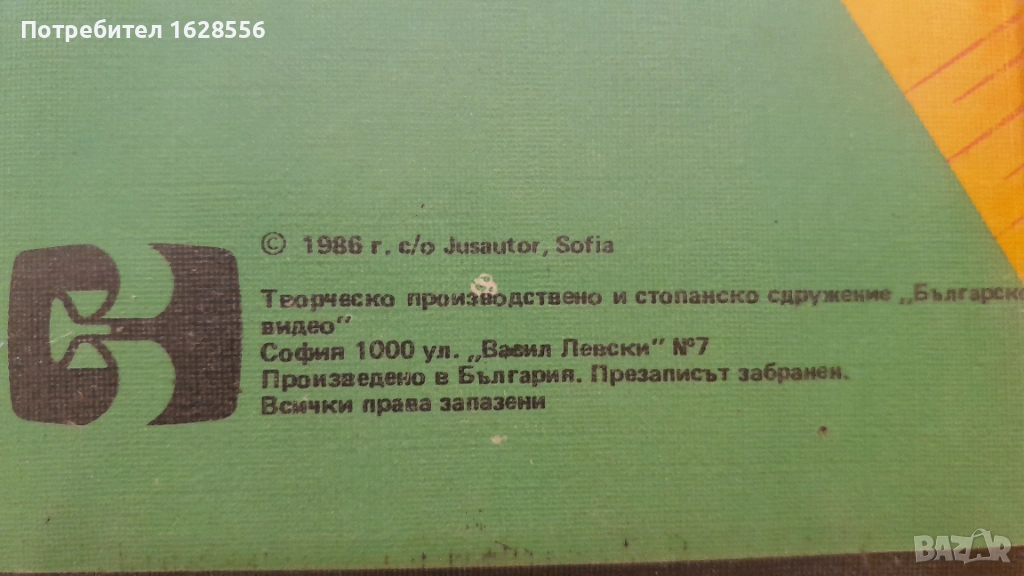 Потребител 1628556
© 1986 г. c/o Jusautor, Sofia
Творческо производствено и стопанско сдружение „Българско
видео“
София 1000 ул. „Васил Левски“ №7
Произведено в България. Презаписът забранен.
Всички права запазени
BAZAR